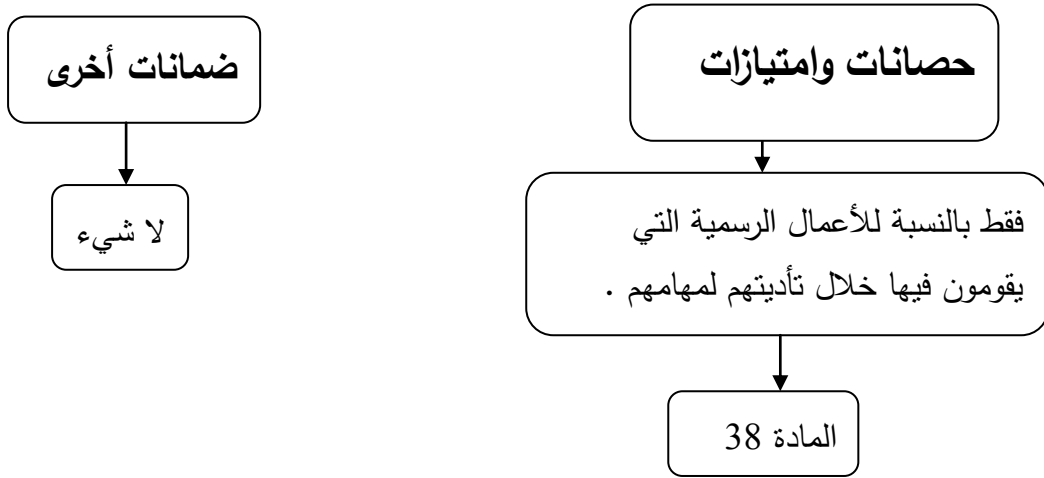 حصانات وامتيازات
ضمانات أخرى
فقط بالنسبة للأعمال الرسمية التي
يقومون فيها خلال تأديتهم لمهامهم .
لا شيء
المادة 38